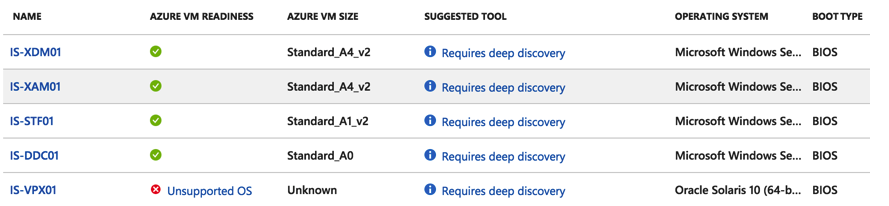 NAME AZURE VM READINESS AZURE VM SIZE SUGGESTED TOOL OPERATING SYSTEM BOOT TYPE
IS-XDM01 Standard_A4_v2 Requires deep discovery Microsoft Windows Se... BIOS
IS-XAM01 Standard_A4_v2 Requires deep discovery Microsoft Windows Se... BIOS
IS-STF01 Standard_A1_v2 Requires deep discovery Microsoft Windows Se... BIOS
IS-DDC01 Standard_A0 Requires deep discovery Microsoft Windows Se... BIOS
IS-VPX01 Unsupported OS Unknown Requires deep discovery Oracle Solaris 10 (64-b... BIOS